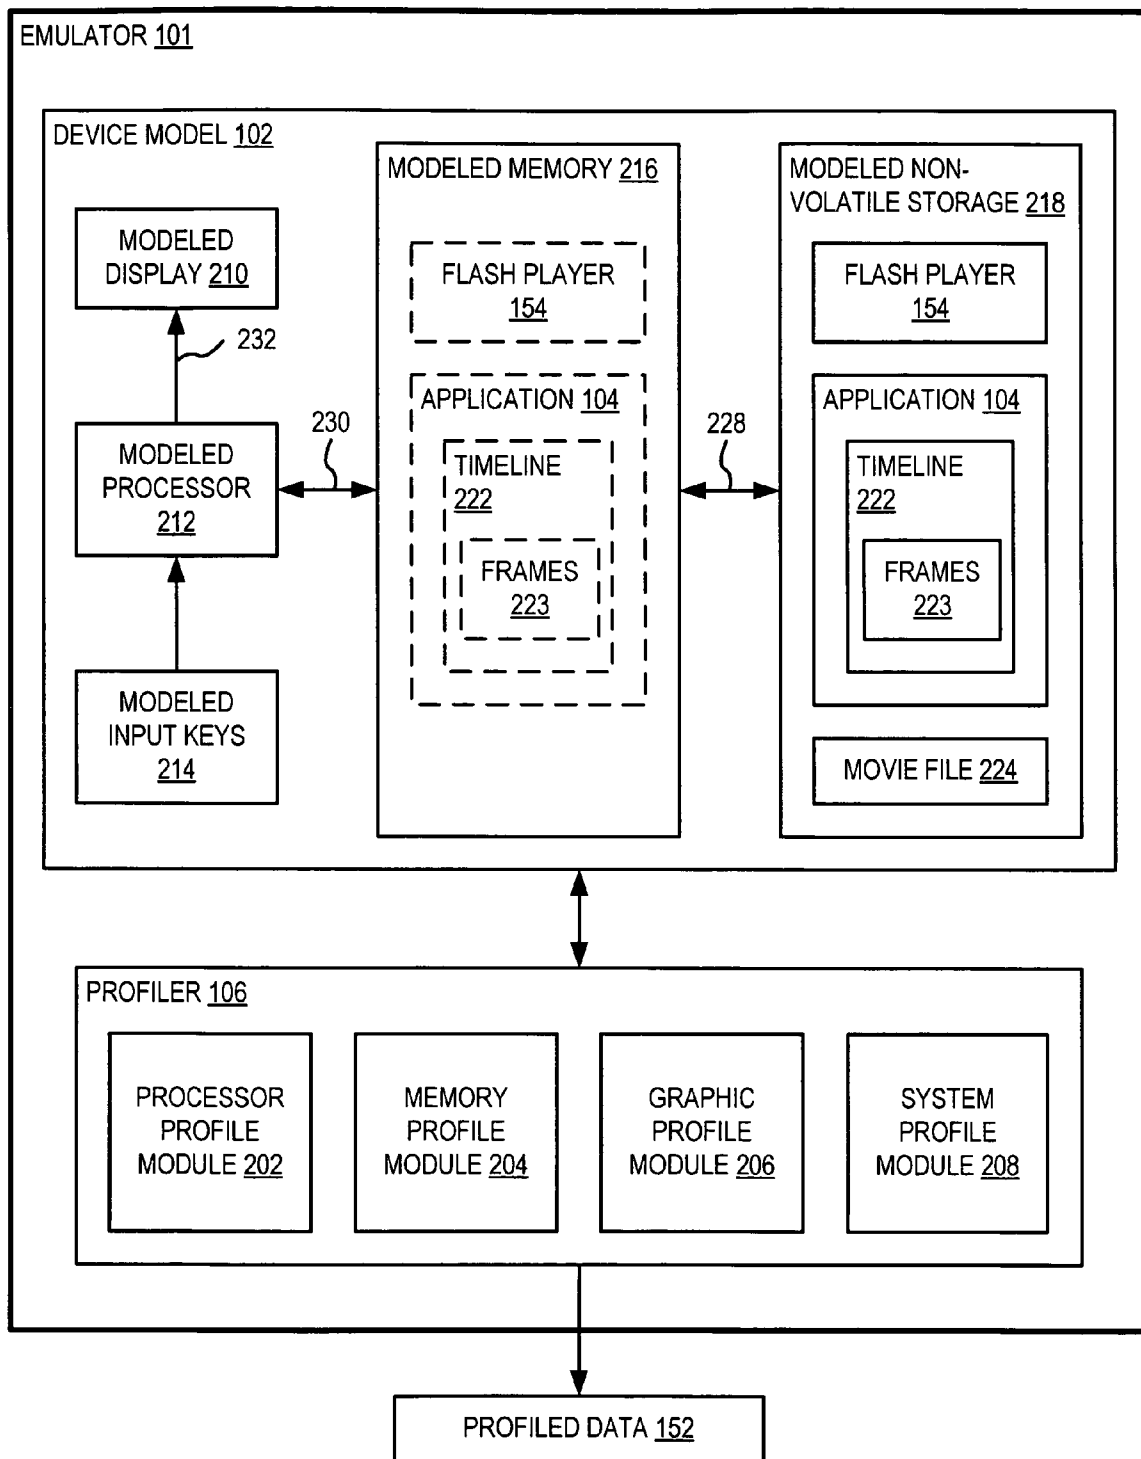 EMULATOR 101
DEVICE MODEL 102
MODELED
DISPLAY 210
232
MODELED
PROCESSOR
212
MODELED
INPUT KEYS
214
230
MODELED MEMORY 216
FLASH PLAYER
154
APPLICATION 104
TIMELINE
222
FRAMES
223
228
MODELED NON-
VOLATILE STORAGE 218
FLASH PLAYER
154
APPLICATION 104
TIMELINE
222
FRAMES
223
MOVIE FILE 224
PROFILER 106
PROCESSOR
PROFILE
MODULE 202
MEMORY
PROFILE
MODULE 204
GRAPHIC
PROFILE
MODULE 206
SYSTEM
PROFILE
MODULE 208
PROFILED DATA 152